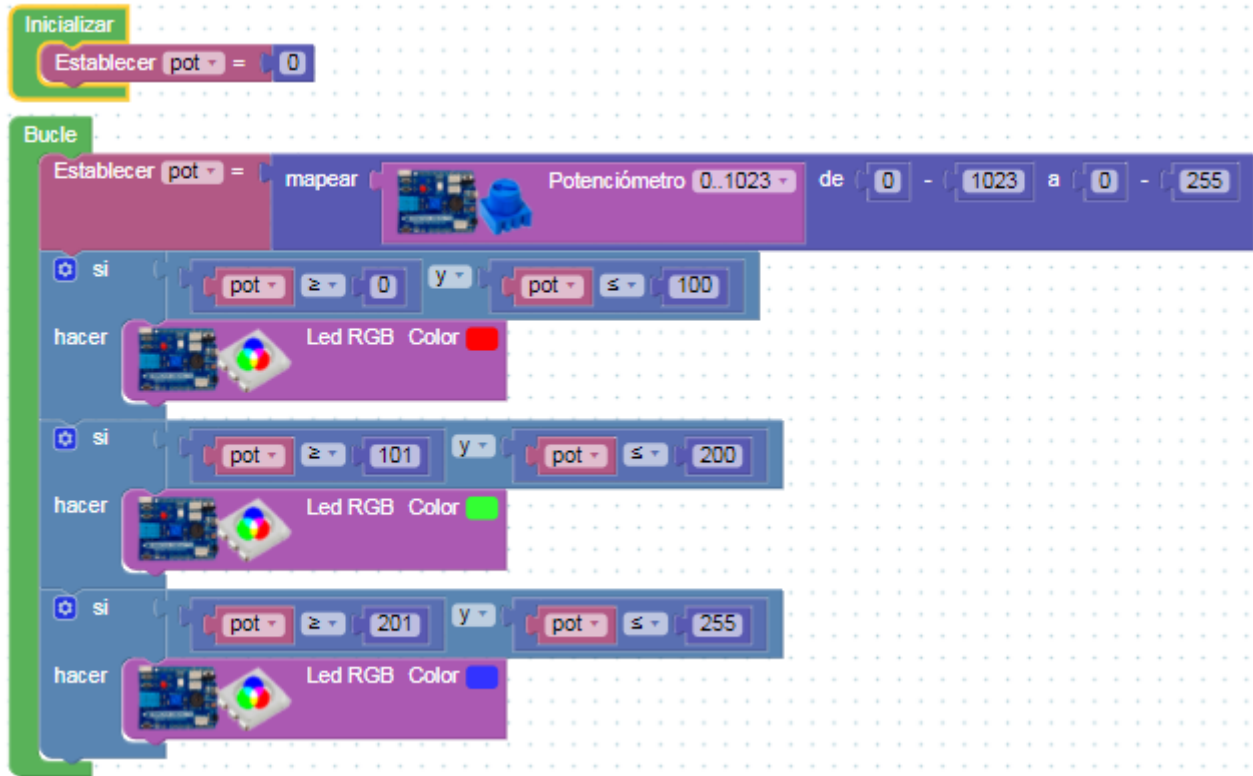 Inicializar
Establecer pot = 0
Bucle
Establecer pot = mapear Potenciómetro 0..1023 de 0 - 1023 a 0 - 255
si pot ≥ 0 y pot ≤ 100
hacer Led RGB Color
si pot ≥ 101 y pot ≤ 200
hacer Led RGB Color
si pot ≥ 201 y pot ≤ 255
hacer Led RGB Color